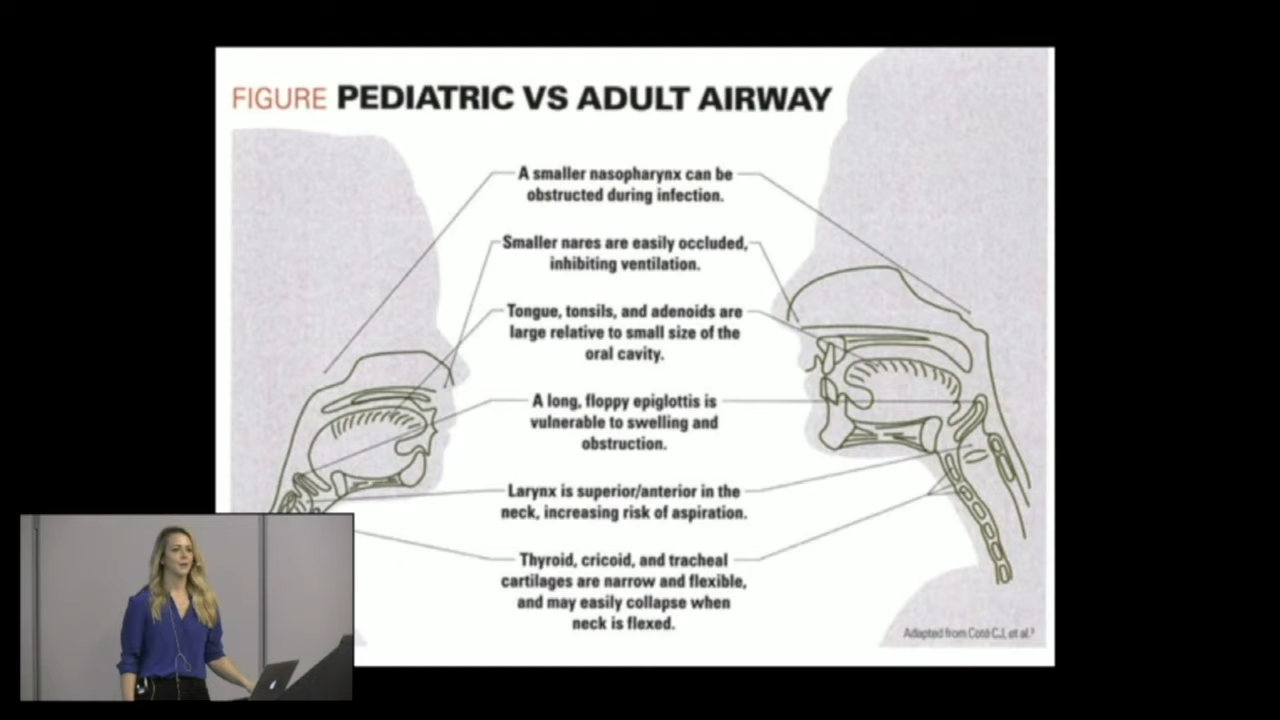 FIGURE PEDIATRIC VS ADULT AIRWAY
A smaller nasopharynx can be
obstructed during infection.
Smaller nares are easily occluded,
inhibiting ventilation.
Tongue, tonsils, and adenoids are
large relative to small size of the
oral cavity.
A long, floppy epiglottis is
vulnerable to swelling and
obstruction.
Larynx is superior/anterior in the
neck, increasing risk of aspiration.
Thyroid, cricoid, and tracheal
cartilages are narrow and flexible,
and may easily collapse when
neck is flexed.
Adapted from Coté CJ, et al.³